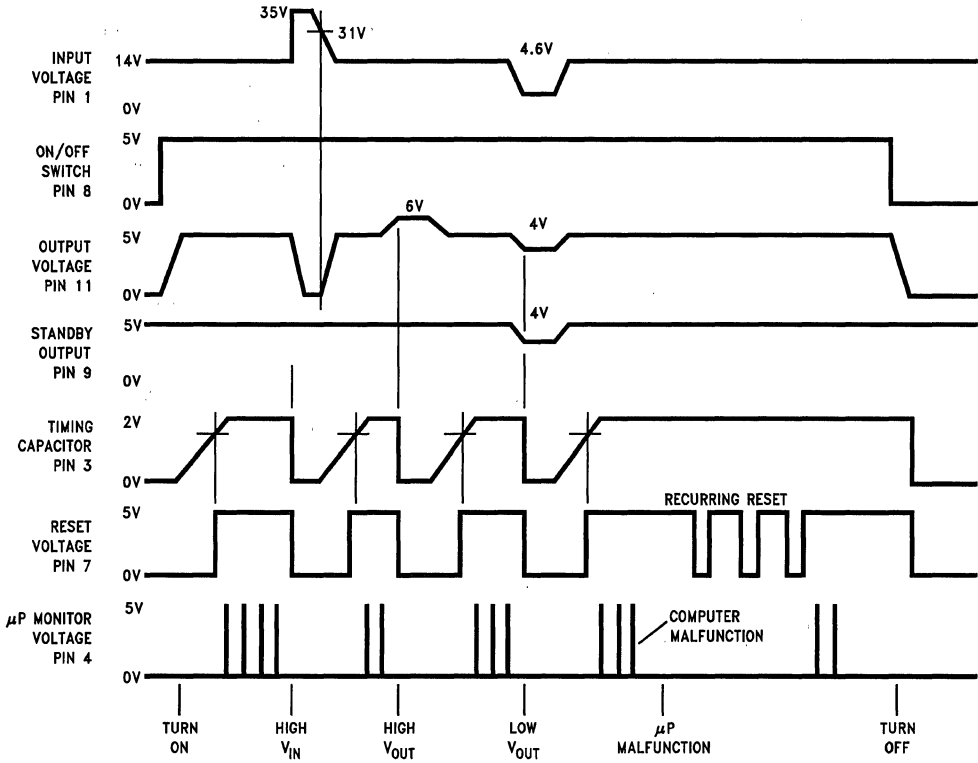 35V
31V
INPUT
VOLTAGE
PIN 1
14V
4.6V
0V
ON/OFF
SWITCH
PIN 8
5V
0V
6V
OUTPUT
VOLTAGE
PIN 11
5V
4V
0V
STANDBY
OUTPUT
PIN 9
5V
4V
0V
TIMING
CAPACITOR
PIN 3
2V
0V
RECURRING RESET
RESET
VOLTAGE
PIN 7
5V
0V
μP MONITOR
VOLTAGE
PIN 4
5V
COMPUTER
MALFUNCTION
0V
TURN
ON
HIGH
VIN
HIGH
VOUT
LOW
VOUT
μP
MALFUNCTION
TURN
OFF